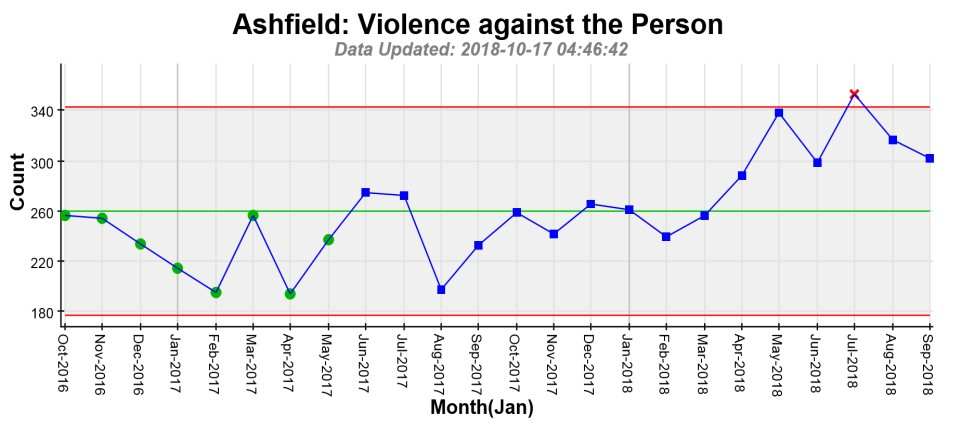 Ashfield: Violence against the Person
Data Updated: 2018-10-17 04:46:42
Count
340
300
260
220
180
Oct-2016
Nov-2016
Dec-2016
Jan-2017
Feb-2017
Mar-2017
Apr-2017
May-2017
Jun-2017
Jul-2017
Aug-2017
Sep-2017
Oct-2017
Nov-2017
Dec-2017
Jan-2018
Feb-2018
Mar-2018
Apr-2018
May-2018
Jun-2018
Jul-2018
Aug-2018
Sep-2018
Month(Jan)